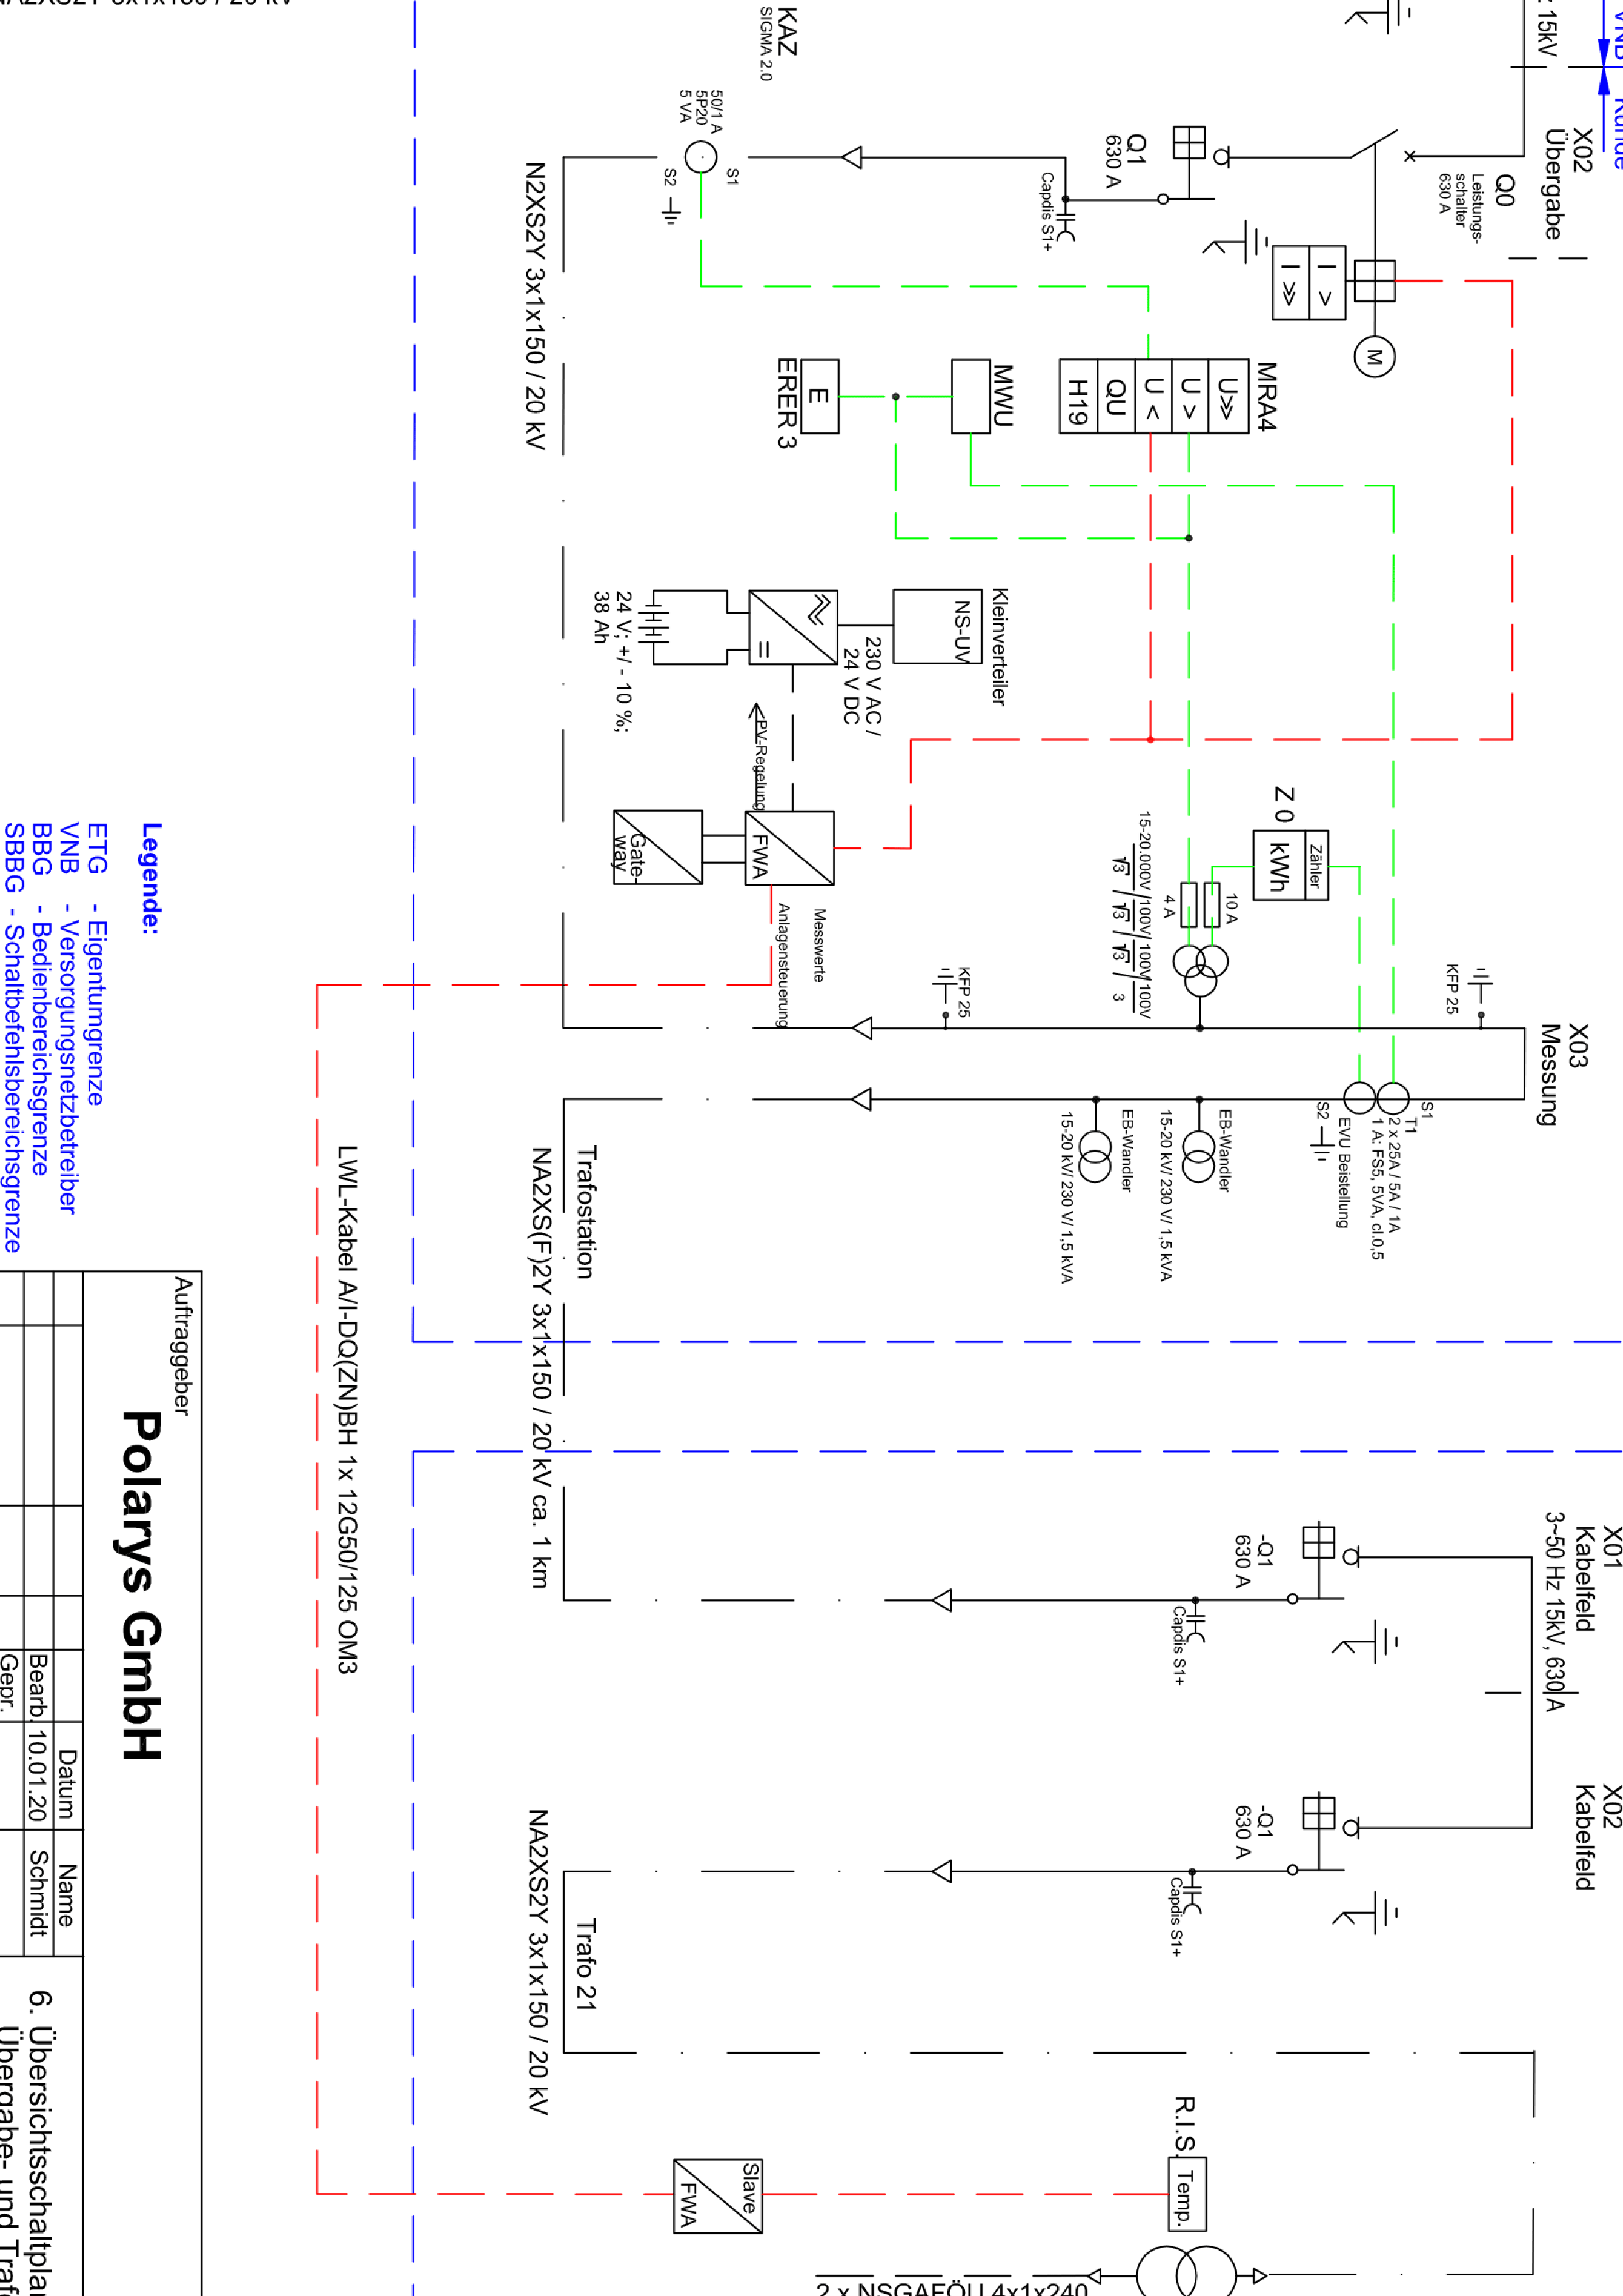 NA2XS2Y 3x1x150 / 20 kV
VNB
Kunde
15kV
X02
Übergabe
Q0
Leistungs-
schalter
630 A
I >
I >>
M
Q1
630 A
Capdis S1+
KAZ
SIGMA 2.0
50/1 A
5P20
5 VA
S1
S2
N2XS2Y 3x1x150 / 20 kV
MRA4
U>>
U >
U <
QU
H19
MWU
E
ERER 3
Kleinverteiler
NS-UV
230 V AC /
24 V DC
=
24 V; +/ - 10 %;
38 Ah
PV-Regelung
FWA
Gate-
way
Messwerte
Anlagensteuerung
Z 0
Zähler
kWh
10 A
4 A
15-20.000V/100V/100V/100V
√3 / √3 / √3 / 3
KFP 25
KFP 25
X03
Messung
S1
T1
2 x 25A / 5A / 1A
1 A: FS5, 5VA, cl.0,5
S2
EVU Beistellung
EB-Wandler
15-20 kV/ 230 V/ 1,5 kVA
EB-Wandler
15-20 kV/ 230 V/ 1,5 kVA
Trafostation
NA2XS(F)2Y 3x1x150 / 20 kV ca. 1 km
LWL-Kabel A/I-DQ(ZN)BH 1x 12G50/125 OM3
X01
Kabelfeld
3~50 Hz 15kV, 630 A
-Q1
630 A
Capdis S1+
X02
Kabelfeld
-Q1
630 A
Capdis S1+
Trafo 21
NA2XS2Y 3x1x150 / 20 kV
R.I.S.
Temp.
Slave
FWA
2 x NSGAFÖU 4x1x240
Legende:
ETG - Eigentumgrenze
VNB - Versorgungsnetzbetreiber
BBG - Bedienbereichsgrenze
SBBG - Schaltbefehlsbereichsgrenze
Auftraggeber
Polarys GmbH
Datum
Name
Bearb.
10.01.20
Schmidt
Gepr.
6. Übersichtsschaltplan
Übergabe- und Traf